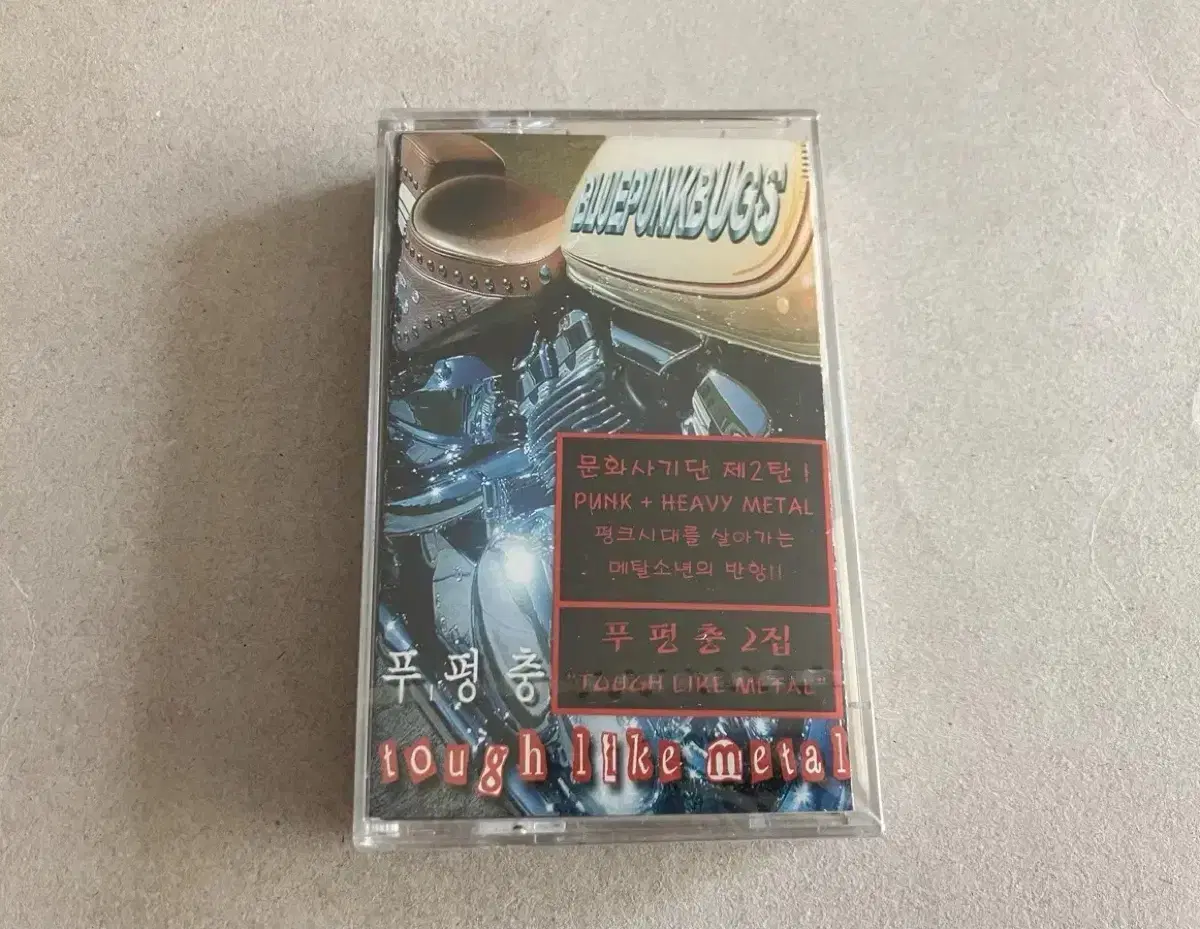 BLUEPUNKBUGS
문화사기단 제2탄!
PUNK + HEAVY METAL
펑크시대를 살아가는
메탈소년의 반항!!
푸펑충 2집
"TOUGH LIKE METAL"
푸펑충
tough like metal